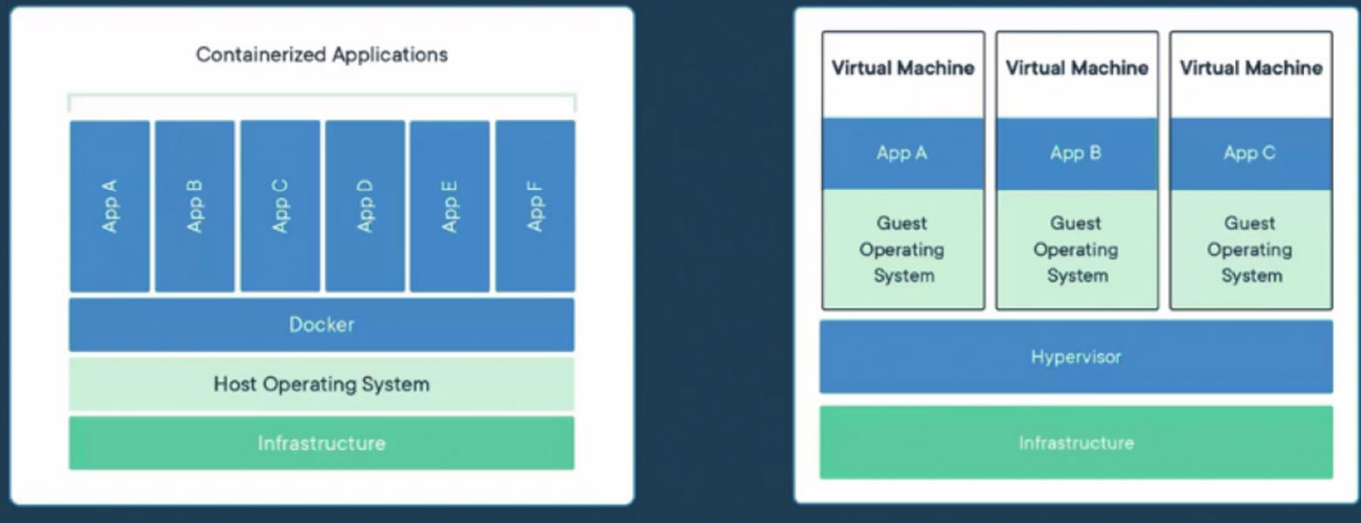 Containerized Applications
App A
App B
App C
App D
App E
App F
Docker
Host Operating System
Infrastructure
Virtual Machine
App A
Guest
Operating
System
Virtual Machine
App B
Guest
Operating
System
Virtual Machine
App C
Guest
Operating
System
Hypervisor
Infrastructure